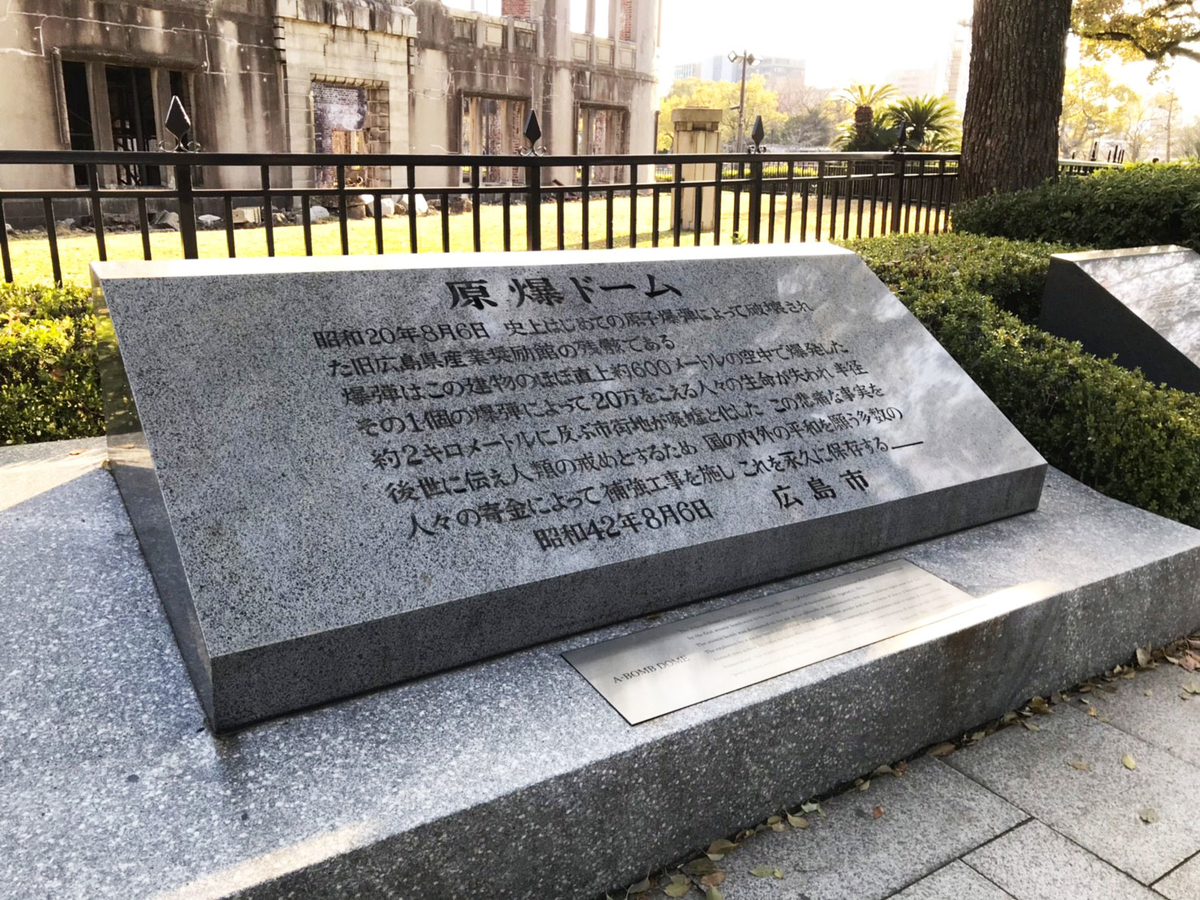 原爆ドーム
昭和20年8月6日 史上はじめての原子爆弾によって破壊され
た旧広島県産業奨励館の残骸である
爆弾はこの建物のほぼ直上約600メートルの空中で爆発した
その1個の爆弾によって20万をこえる人々の生命が失われ 半径
約2キロメートルに及ぶ市街地が廃墟と化した この悲痛な事実を
後世に伝え人類の戒めとするため 国の内外の平和を願う多数の
人々の寄金によって補強工事を施し これを永久に保存する
昭和42年8月6日 広島市
A-BOMB DOME